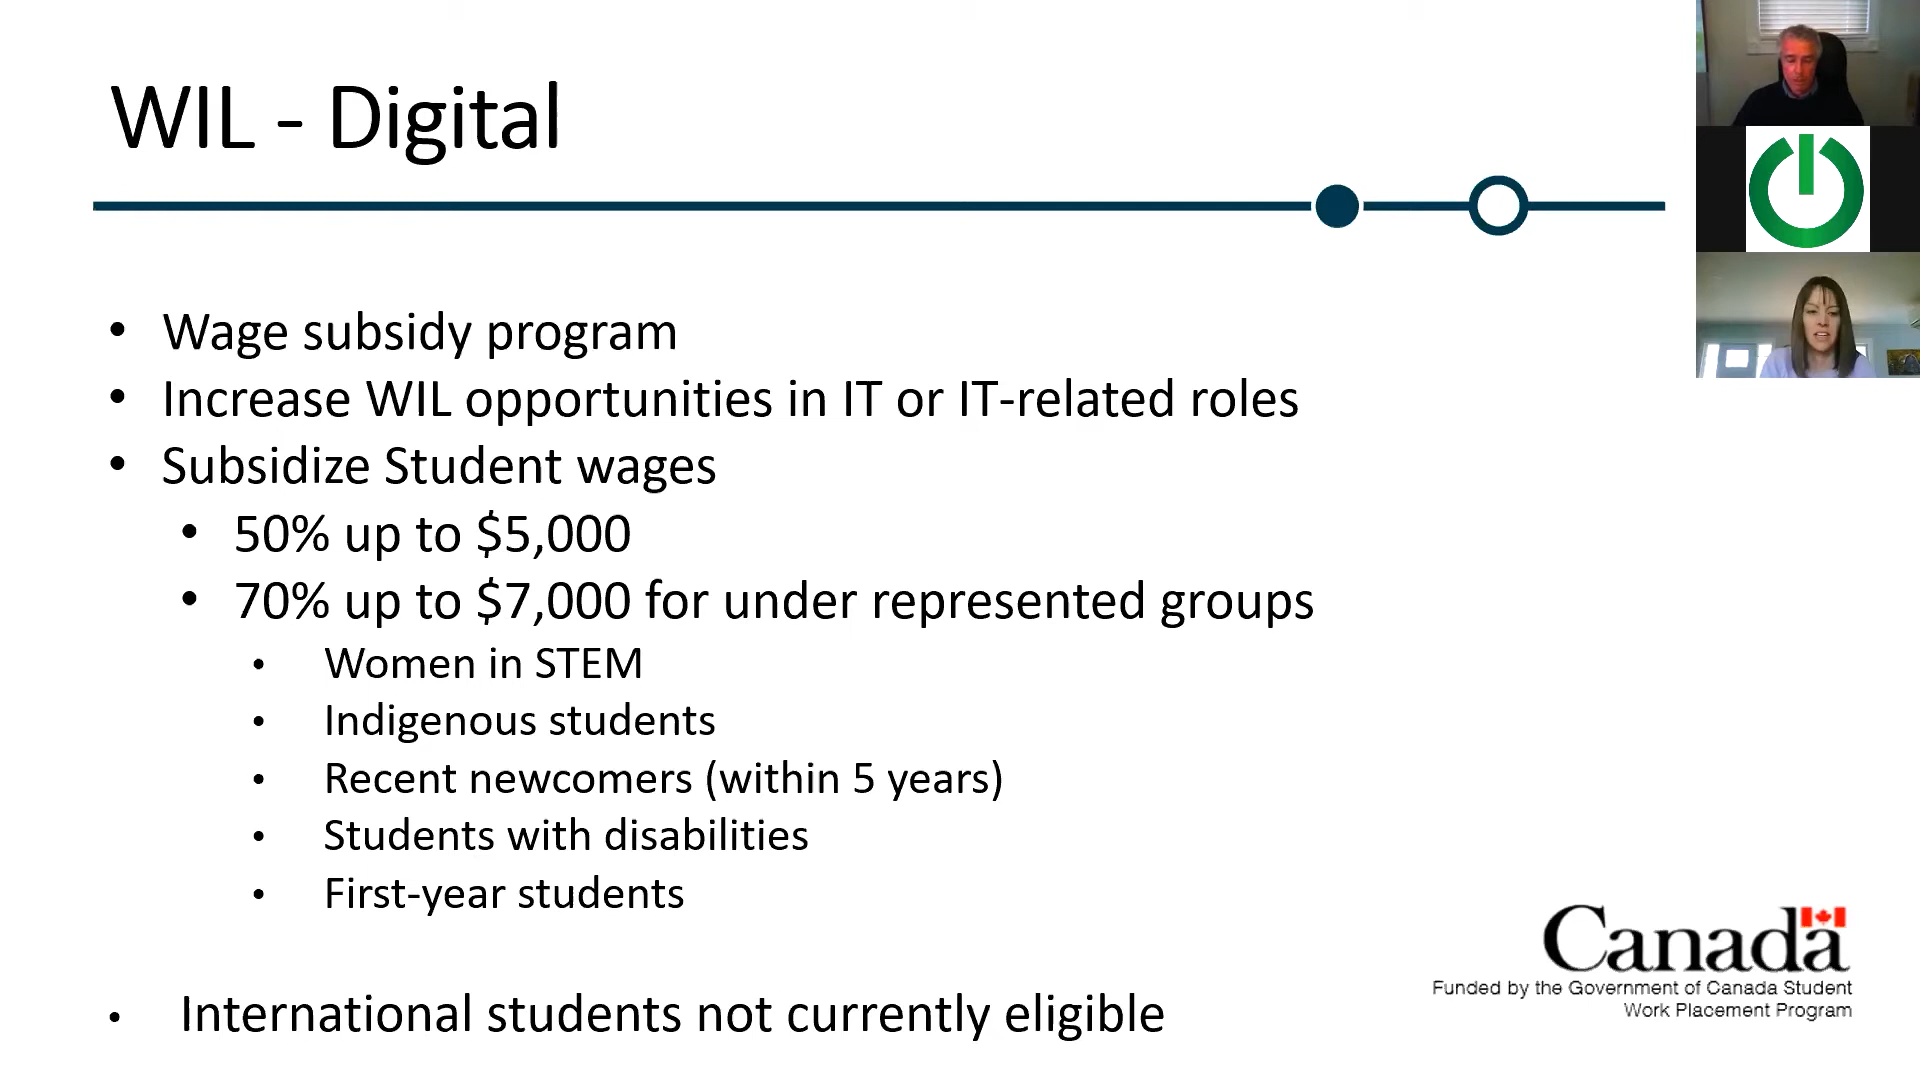 WIL - Digital
• Wage subsidy program
• Increase WIL opportunities in IT or IT-related roles
• Subsidize Student wages
• 50% up to $5,000
• 70% up to $7,000 for under represented groups
• Women in STEM
• Indigenous students
• Recent newcomers (within 5 years)
• Students with disabilities
• First-year students
• International students not currently eligible
Canada
Funded by the Government of Canada Student
Work Placement Program